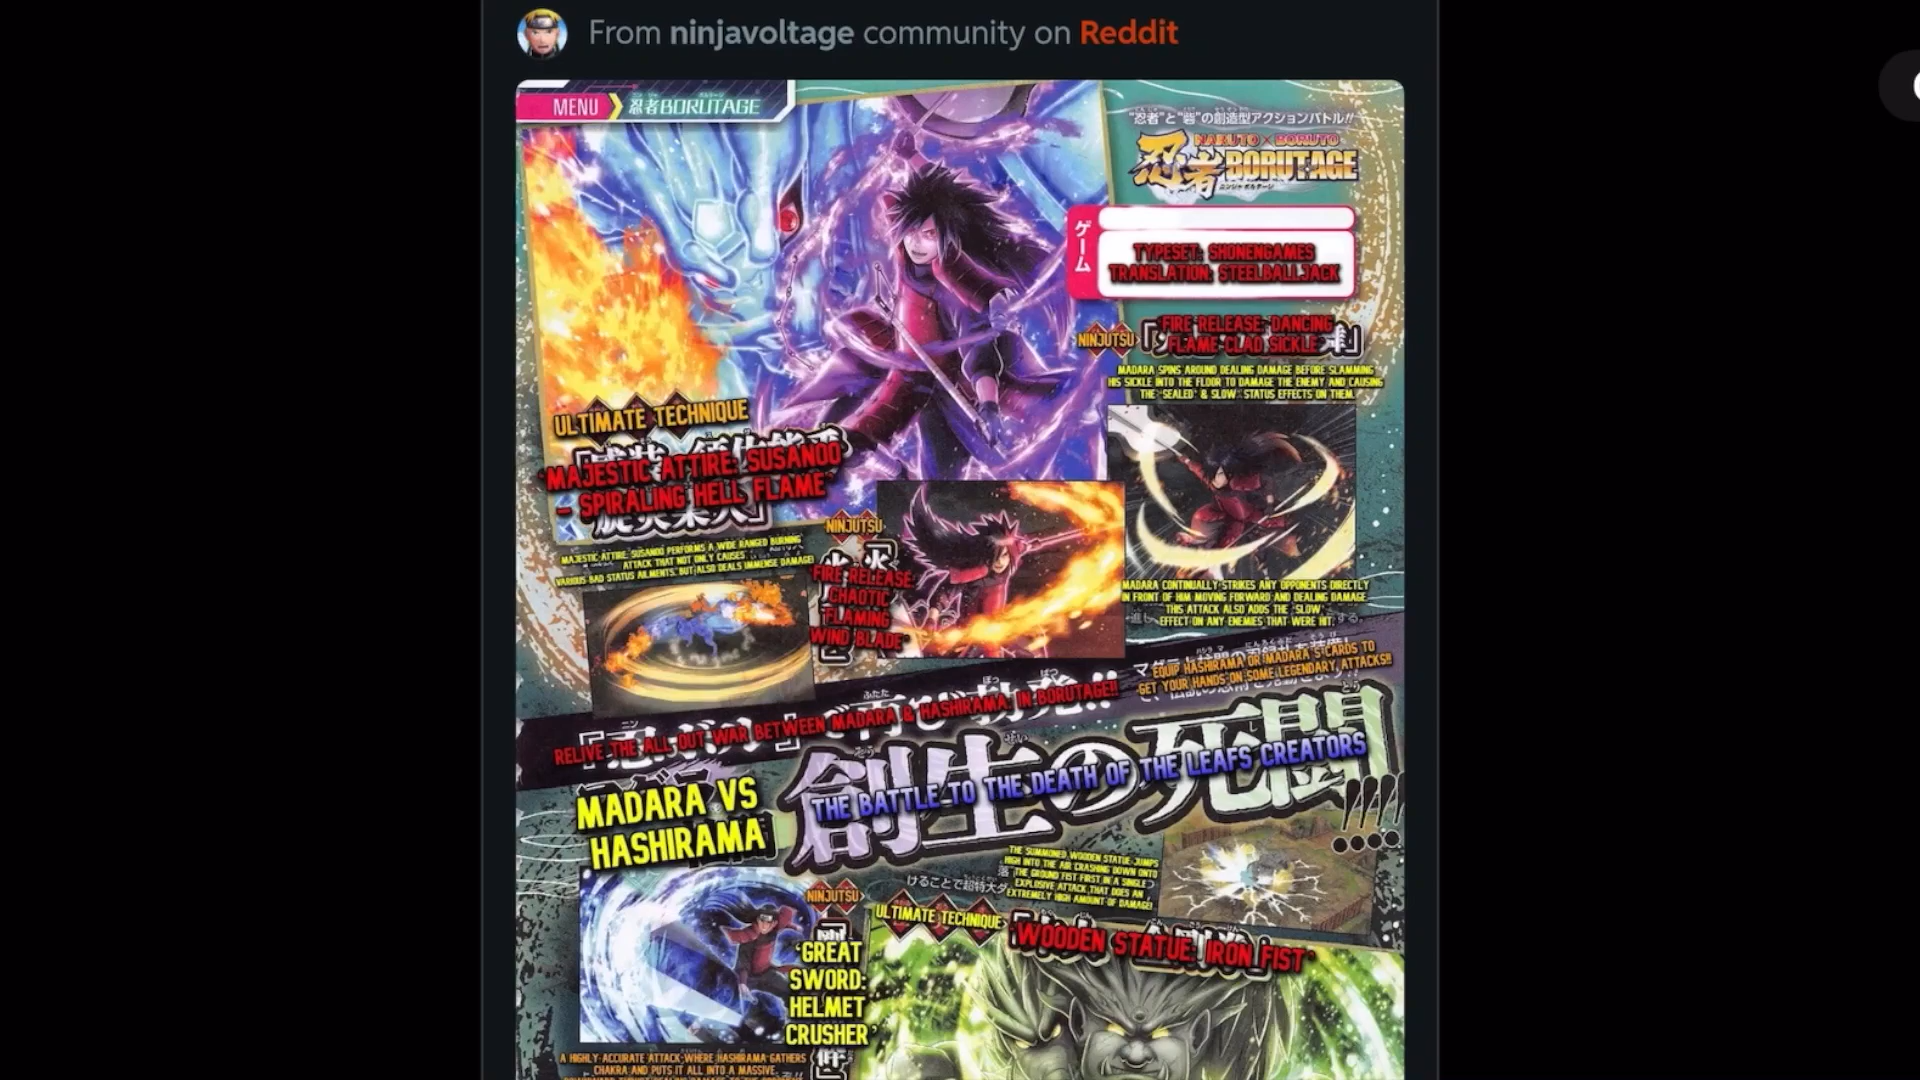 From ninjavoltage community on Reddit
MENU
忍者BORUTAGE
"忍者"と"砦"の創造型アクションバトル!!
NARUTO×BORUTO
忍者BORUTAGE
ゲーム
TYPESET: SHONENGAMES
TRANSLATION: STEELBALLJACK
NINJUTSU
"FIRE RELEASE: DANCING
FLAME CLAD SICKLE
MADARA SPINS AROUND DEALING DAMAGE BEFORE SLAMMING
HIS SICKLE INTO THE FLOOR TO DAMAGE THE ENEMY AND CAUSING
THE "SEALED" & SLOW STATUS EFFECTS ON THEM.
ULTIMATE TECHNIQUE
"MAJESTIC ATTIRE: SUSANOO
- SPIRALING HELL FLAME"
MAJESTIC ATTIRE: SUSANOO PERFORMS A WIDE RANGED BURNING
ATTACK THAT NOT ONLY CAUSES
VARIOUS BAD STATUS AILMENTS, BUT ALSO DEALS IMMENSE DAMAGE!
NINJUTSU
FIRE RELEASE:
CHAOTIC
FLAMING
WIND BLADE"
MADARA CONTINUALLY STRIKES ANY OPPONENTS DIRECTLY
IN FRONT OF HIM MOVING FORWARD AND DEALING DAMAGE.
THIS ATTACK ALSO ADDS THE "SLOW"
EFFECT ON ANY ENEMIES THAT WERE HIT.
EQUIP HASHIRAMA OR MADARA'S CARDS TO
GET YOUR HANDS ON SOME LEGENDARY ATTACKS!!
RELIVE THE ALL OUT WAR BETWEEN MADARA & HASHIRAMA: IN BORUTAGE!!
創生の死闘
THE BATTLE TO THE DEATH OF THE LEAFS CREATORS
MADARA VS
HASHIRAMA
THE SUMMONED WOODEN STATUE JUMPS
HIGH INTO THE AIR CRASHING DOWN ONTO
THE GROUND FIST FIRST IN A SINGLE
EXPLOSIVE ATTACK THAT DOES AN
EXTREMELY HIGH AMOUNT OF DAMAGE!
けることで超特大ダ
NINJUTSU
'GREAT
SWORD:
HELMET
CRUSHER'
ULTIMATE TECHNIQUE
"WOODEN STATUE: IRON FIST"
A HIGHLY ACCURATE ATTACK WHERE HASHIRAMA GATHERS
CHAKRA AND PUTS IT ALL INTO A MASSIVE